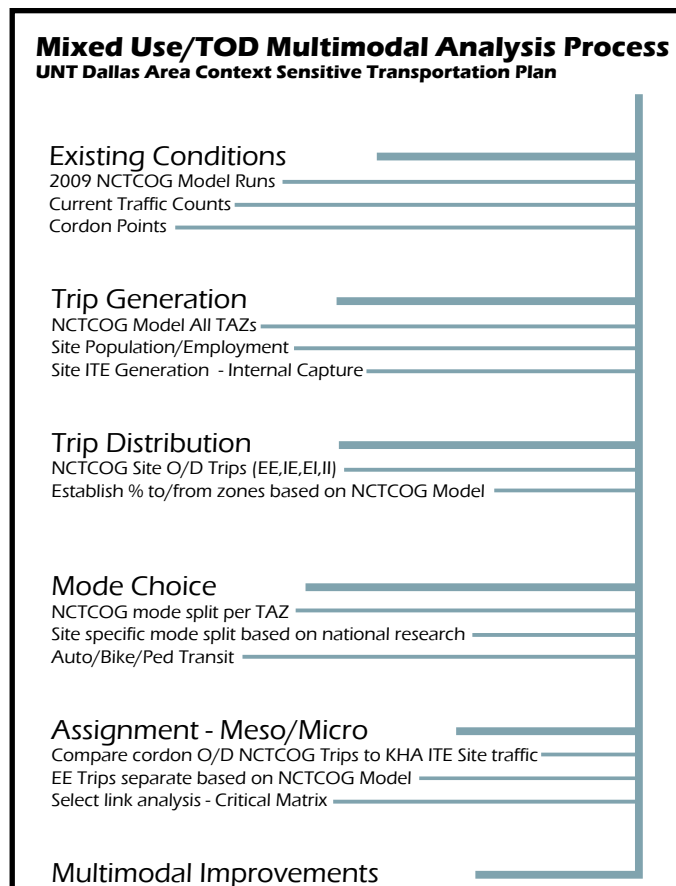 Mixed Use/TOD Multimodal Analysis Process
UNT Dallas Area Context Sensitive Transportation Plan
Existing Conditions
2009 NCTCOG Model Runs
Current Traffic Counts
Cordon Points
Trip Generation
NCTCOG Model All TAZs
Site Population/Employment
Site ITE Generation - Internal Capture
Trip Distribution
NCTCOG Site O/D Trips (EE,IE,EI,II)
Establish % to/from zones based on NCTCOG Model
Mode Choice
NCTCOG mode split per TAZ
Site specific mode split based on national research
Auto/Bike/Ped Transit
Assignment - Meso/Micro
Compare cordon O/D NCTCOG Trips to KHA ITE Site traffic
EE Trips separate based on NCTCOG Model
Select link analysis - Critical Matrix
Multimodal Improvements